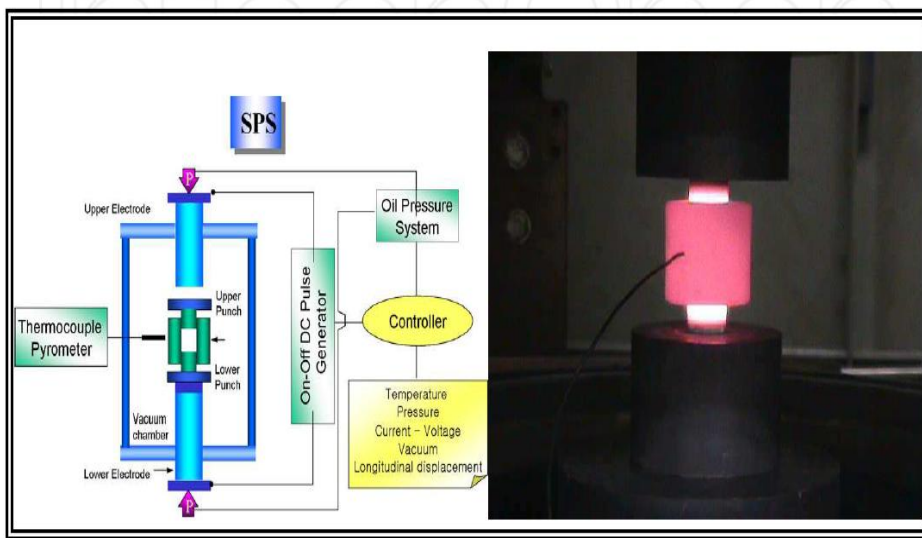 SPS
P
Upper Electrode
Oil Pressure
System
Upper
Punch
Thermocouple
Pyrometer
On-Off DC Pulse
Generator
Controller
Lower
Punch
Vacuum
chamber
Lower Electrode
P
Temperature
Pressure
Current – Voltage
Vacuum
Longitudinal displacement